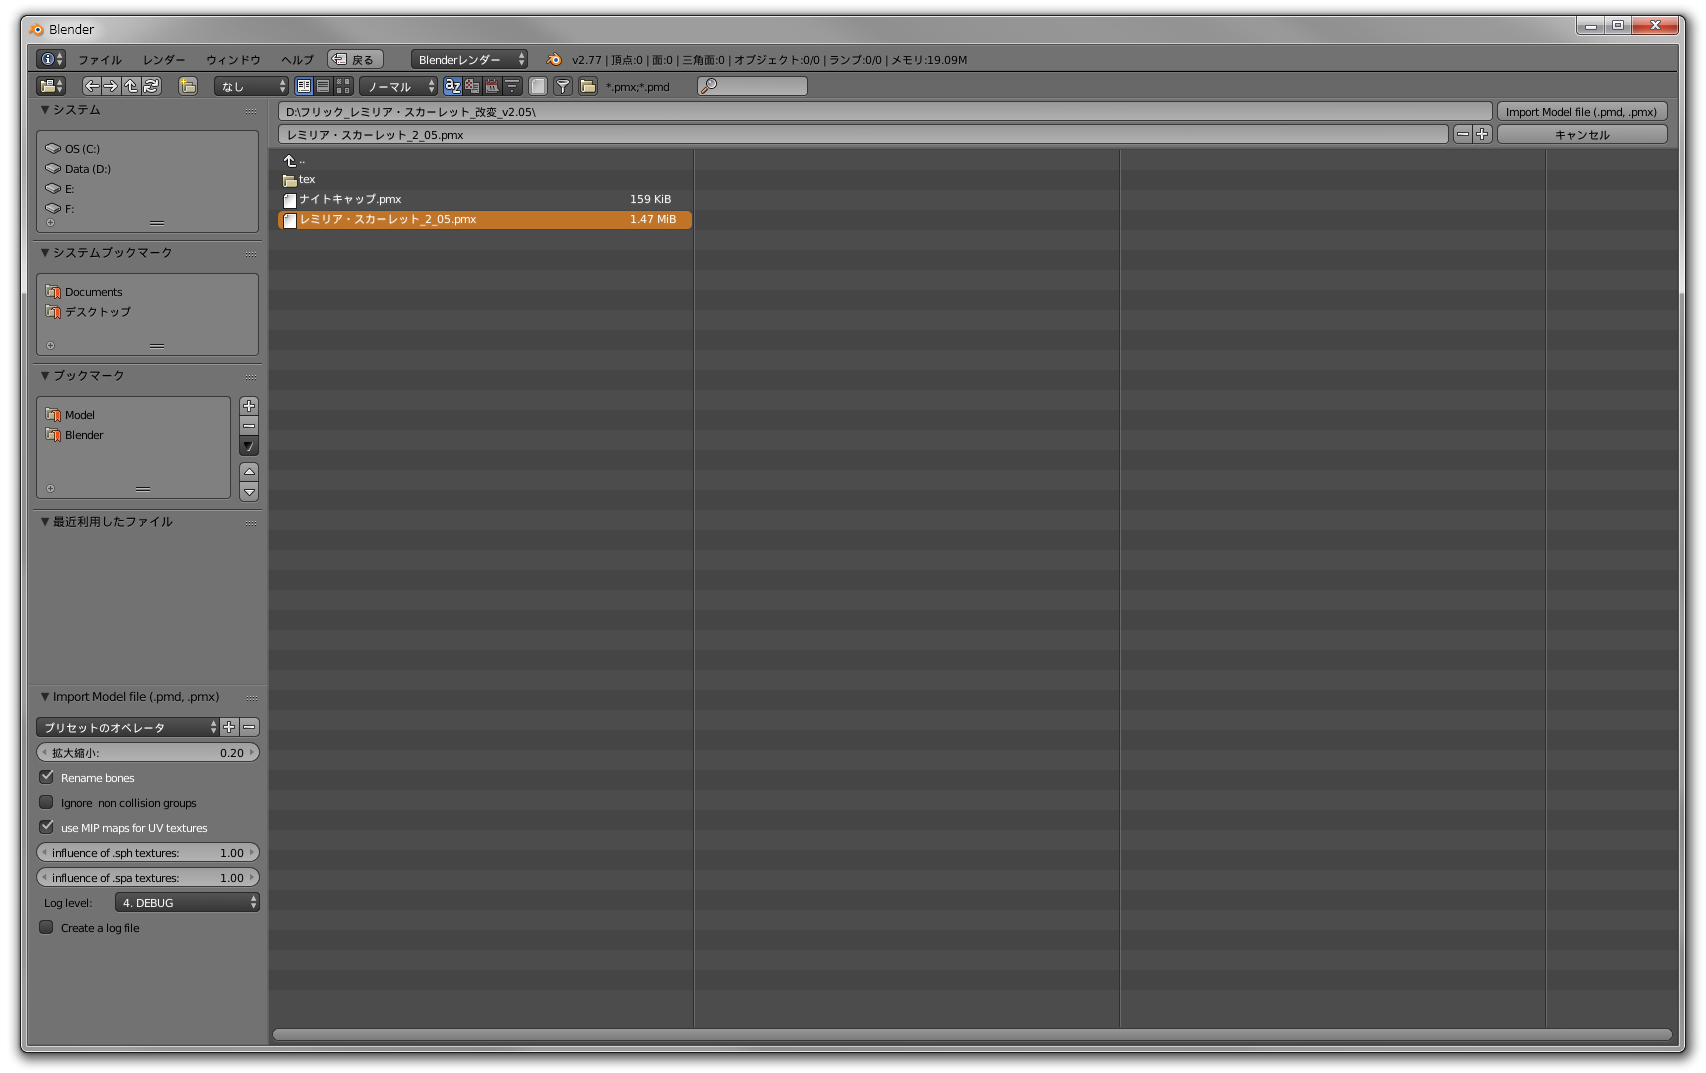 Blender
ファイル レンダー ウィンドウ ヘルプ 戻る Blenderレンダー v2.77 | 頂点:0 | 面:0 | 三角面:0 | オブジェクト:0/0 | ランプ:0/0 | メモリ:19.09M
なし ノーマル *.pmx;*.pmd
システム
OS (C:)
Data (D:)
E:
F:
システムブックマーク
Documents
デスクトップ
ブックマーク
Model
Blender
最近利用したファイル
Import Model file (.pmd, .pmx)
プリセットのオペレータ
拡大縮小: 0.20
Rename bones
Ignore non collision groups
use MIP maps for UV textures
influence of .sph textures: 1.00
influence of .spa textures: 1.00
Log level: 4. DEBUG
Create a log file
D:\フリック_レミリア・スカーレット_改変_v2.05\ Import Model file (.pmd, .pmx)
レミリア・スカーレット_2_05.pmx キャンセル
..
tex
ナイトキャップ.pmx 159 KiB
レミリア・スカーレット_2_05.pmx 1.47 MiB